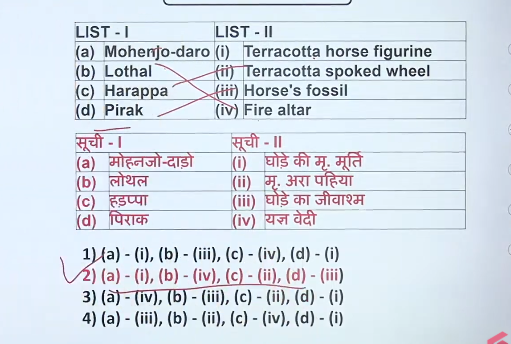 LIST - I LIST - II
(a) Mohenjo-daro (i) Terracotta horse figurine
(b) Lothal (ii) Terracotta spoked wheel
(c) Harappa (iii) Horse's fossil
(d) Pirak (iv) Fire altar
सूची - I सूची - II
(a) मोहनजो-दाड़ो (i) घोड़े की मृ. मूर्ति
(b) लोथल (ii) मृ. अरा पहिया
(c) हड़प्पा (iii) घोड़े का जीवाश्म
(d) पिराक (iv) यज्ञ वेदी
1) (a) - (i), (b) - (iii), (c) - (iv), (d) - (i)
2) (a) - (i), (b) - (iv), (c) - (ii), (d) - (iii)
3) (a) - (iv), (b) - (iii), (c) - (ii), (d) - (i)
4) (a) - (iii), (b) - (ii), (c) - (iv), (d) - (i)